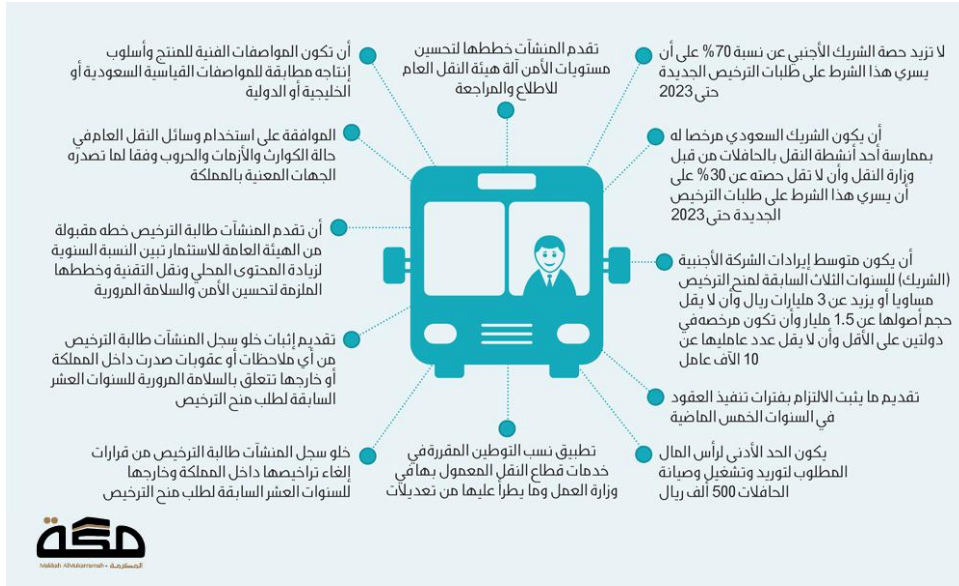 لا تزيد حصة الشريك الأجنبي عن نسبة 70% على أن
يسري هذا الشرط على طلبات الترخيص الجديدة
حتى 2023
أن يكون الشريك السعودي مرخصا له
بممارسة أحد أنشطة النقل بالحافلات من قبل
وزارة النقل وأن لا تقل حصته عن 30% على
أن يسري هذا الشرط على طلبات الترخيص
الجديدة حتى 2023
أن يكون متوسط إيرادات الشركة الأجنبية
(الشريك) للسنوات الثلاث السابقة لمنح الترخيص
مساويا أو يزيد عن 3 مليارات ريال وأن لا يقل
حجم أصولها عن 1.5 مليار وأن تكون مرخصه في
دولتين على الأقل وأن لا يقل عدد عامليها عن
10 آلاف عامل
تقديم ما يثبت الالتزام بفترات تنفيذ العقود
في السنوات الخمس الماضية
يكون الحد الأدنى لرأس المال
المطلوب لتوريد وتشغيل وصيانة
الحافلات 500 ألف ريال
تقدم المنشآت خططها لتحسين
مستويات الأمن آلة هيئة النقل العام
للاطلاع والمراجعة
تطبيق نسب التوطين المقررة في
خدمات قطاع النقل المعمول بها في
وزارة العمل وما يطرأ عليها من تعديلات
أن تكون المواصفات الفنية للمنتج وأسلوب
إنتاجه مطابقة للمواصفات القياسية السعودية أو
الخليجية أو الدولية
الموافقة على استخدام وسائل النقل العام في
حالة الكوارث والأزمات والحروب وفقا لما تصدره
الجهات المعنية بالمملكة
أن تقدم المنشآت طالبة الترخيص خطه مقبولة
من الهيئة العامة للاستثمار تبين النسبة السنوية
لزيادة المحتوى المحلي ونقل التقنية وخططها
الملزمة لتحسين الأمن والسلامة المرورية
تقديم إثبات خلو سجل المنشآت طالبة الترخيص
من أي ملاحظات أو عقوبات صدرت داخل المملكة
أو خارجها تتعلق بالسلامة المرورية للسنوات العشر
السابقة لطلب منح الترخيص
خلو سجل المنشآت طالبة الترخيص من قرارات
إلغاء تراخيصها داخل المملكة وخارجها
للسنوات العشر السابقة لطلب منح الترخيص
مكة
Makkah AlMukarramah • المكرمة